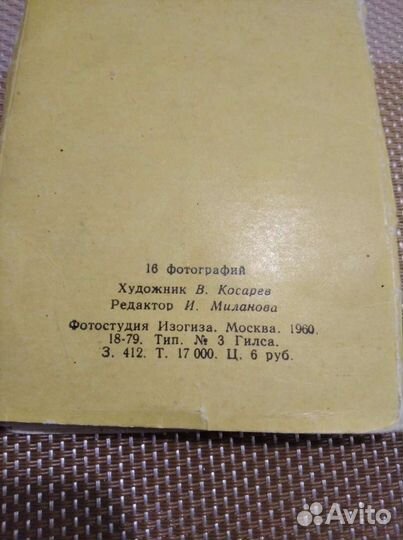 16 фотографий
Художник В. Косарев
Редактор И. Миланова
Фотостудия Изогиза. Москва. 1960.
18-79. Тип. № 3 Гилса.
З. 412. Т. 17 000. Ц. 6 руб.
Avito